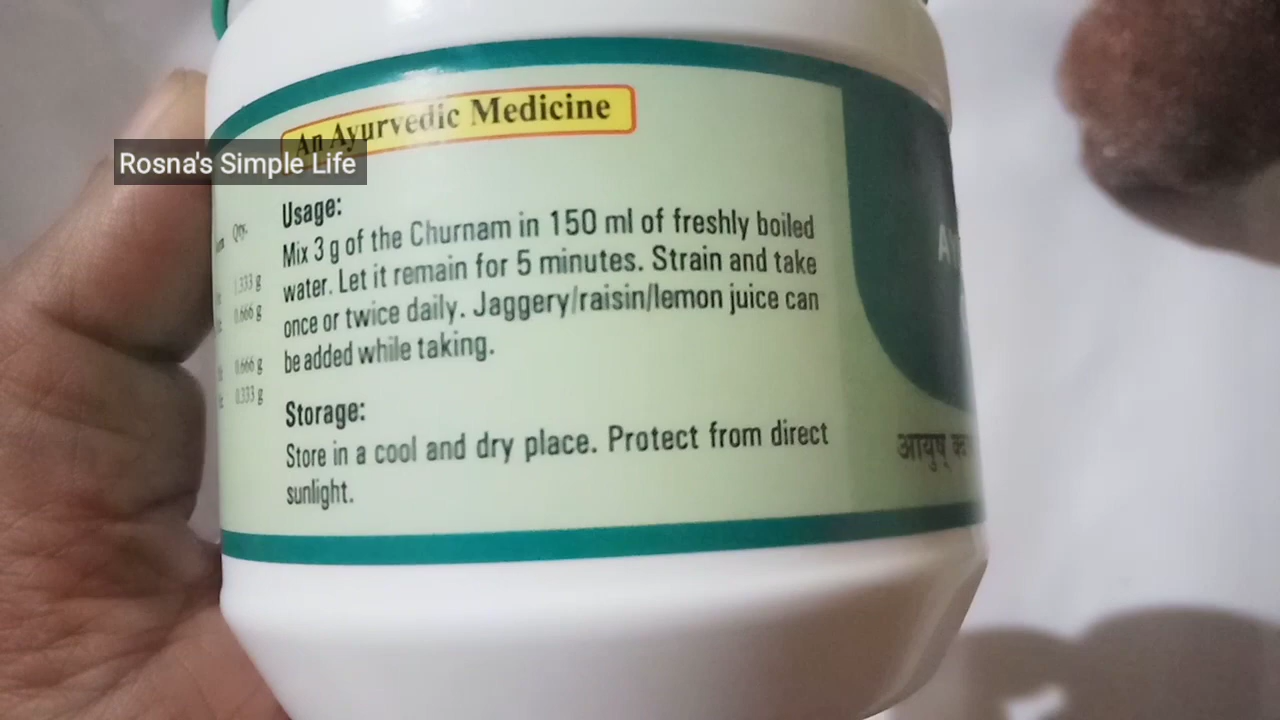 An Ayurvedic Medicine
Rosna's Simple Life
Qty.
1.333 g
0.666 g
0.666 g
0.333 g
Usage:
Mix 3 g of the Churnam in 150 ml of freshly boiled
water. Let it remain for 5 minutes. Strain and take
once or twice daily. Jaggery/raisin/lemon juice can
be added while taking.
Storage:
Store in a cool and dry place. Protect from direct
sunlight.
आयुष्